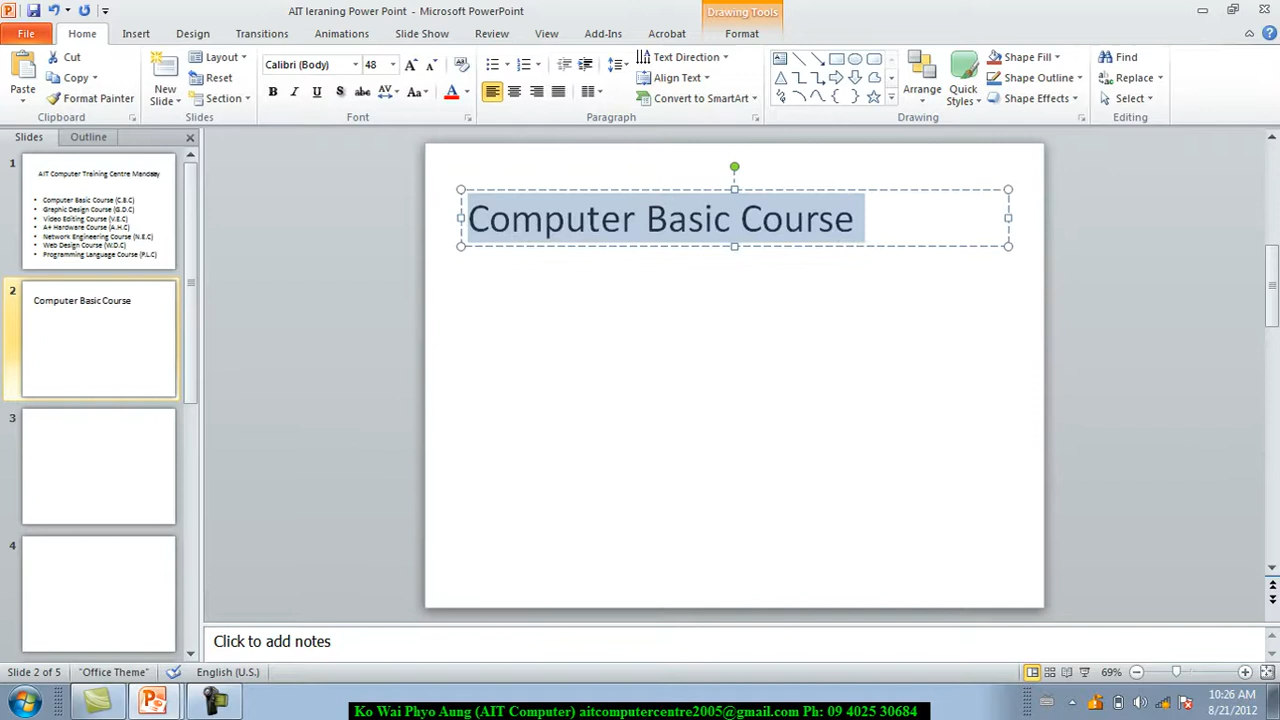 AIT leraning Power Point - Microsoft PowerPoint
Drawing Tools
File Home Insert Design Transitions Animations Slide Show Review View Add-Ins Acrobat Format
Paste
Cut
Copy
Format Painter
Clipboard
New Slide
Layout
Reset
Section
Slides
Calibri (Body) 48
Font
Text Direction
Align Text
Convert to SmartArt
Paragraph
Arrange
Quick Styles
Shape Fill
Shape Outline
Shape Effects
Drawing
Find
Replace
Select
Editing
Slides Outline
1
AIT Computer Training Centre
• Computer Basic Course (C.B.C)
• Graphic Design Course (G.D.C)
• Video Editing Course (V.E.C)
• A+ Hardware Course (A.H.C)
• Network Engineering Course (N.E.C)
• Web Design Course (W.D.C)
• Programming Language Course (P.L.C)
2
Computer Basic Course
3
4
Computer Basic Course
Click to add notes
Slide 2 of 5 "Office Theme" English (U.S.) 69%
10:26 AM
8/21/2012
Ko Wai Phyo Aung (AIT Computer) aitcomputercentre2005@gmail.com Ph: 09 4025 30684